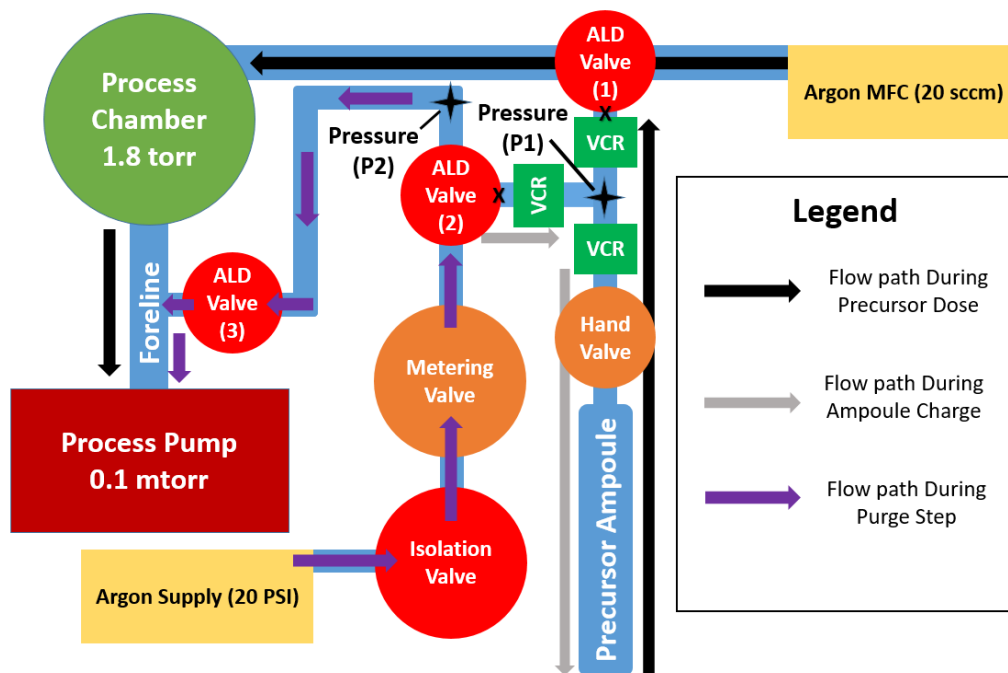 Process
Chamber
1.8 torr
ALD
Valve
(1)
Argon MFC (20 sccm)
X
VCR
Pressure
(P2)
Pressure
(P1)
ALD
Valve
(2)
X
VCR
VCR
ALD
Valve
(3)
Foreline
Hand
Valve
Metering
Valve
Process Pump
0.1 mtorr
Precursor Ampoule
Isolation
Valve
Argon Supply (20 PSI)
Legend
Flow path During
Precursor Dose
Flow path During
Ampoule Charge
Flow path During
Purge Step